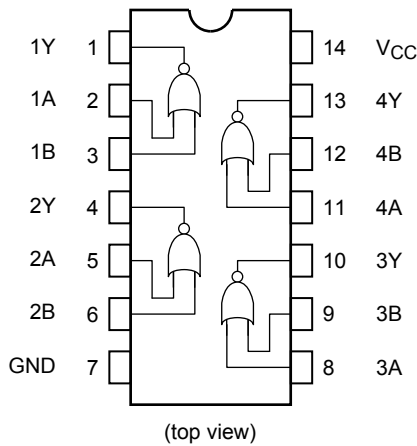 1Y 1 14 VCC
1A 2 13 4Y
1B 3 12 4B
2Y 4 11 4A
2A 5 10 3Y
2B 6 9 3B
GND 7 8 3A
(top view)